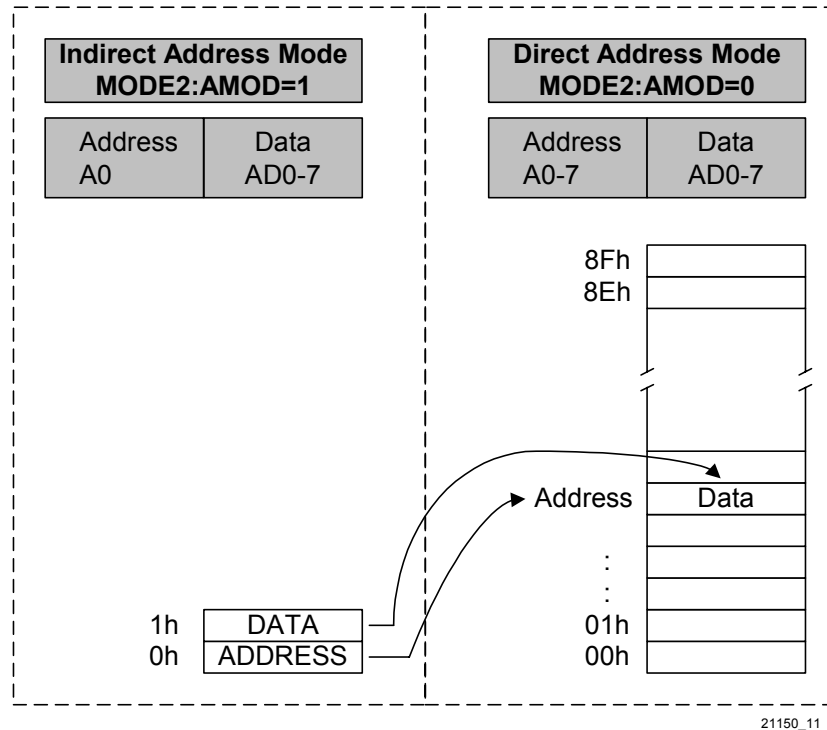 Indirect Address Mode
MODE2:AMOD=1
Address Data
A0 AD0-7
Direct Address Mode
MODE2:AMOD=0
Address Data
A0-7 AD0-7
8Fh
8Eh
Address Data
:
:
1h DATA
0h ADDRESS
01h
00h
21150_11